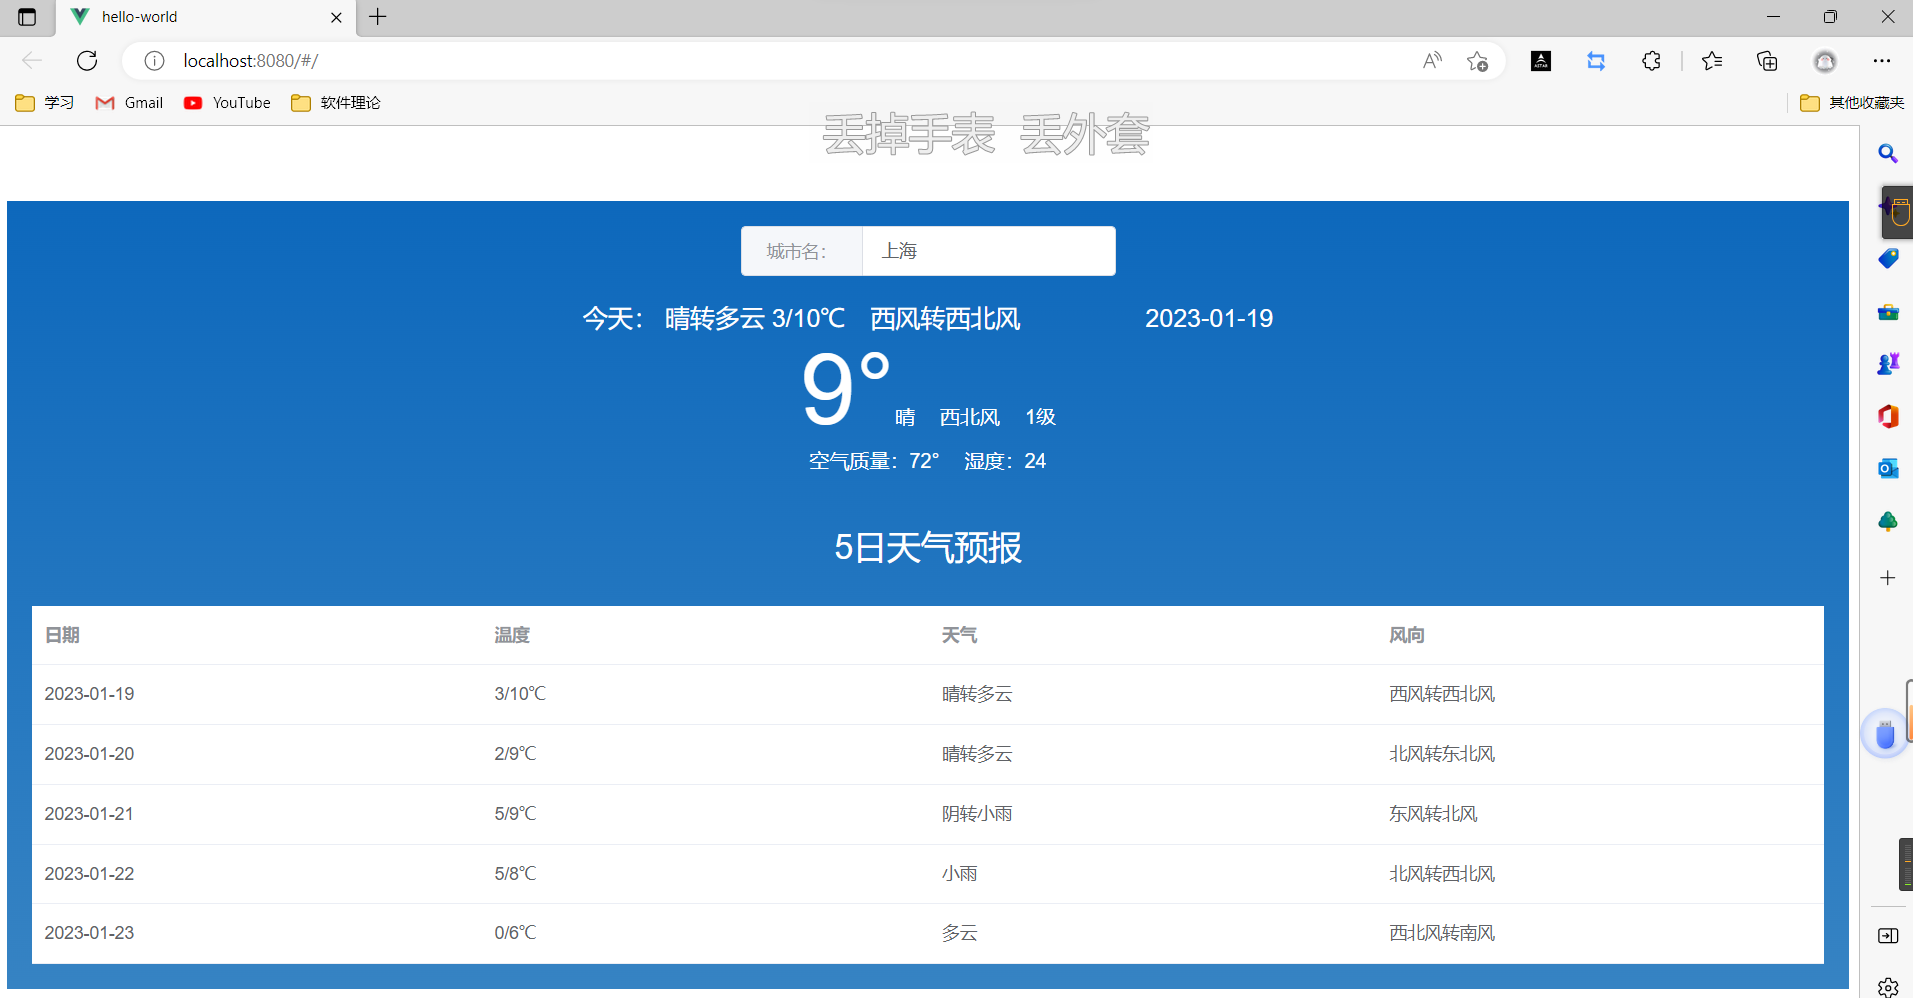 hello-world
localhost:8080/#/
学习 Gmail YouTube 软件理论 其他收藏夹
丢掉手表 丢外套
城市名： 上海
今天： 晴转多云 3/10℃ 西风转西北风 2023-01-19
9° 晴 西北风 1级
空气质量：72° 湿度：24
5日天气预报
日期 温度 天气 风向
2023-01-19 3/10℃ 晴转多云 西风转西北风
2023-01-20 2/9℃ 晴转多云 北风转东北风
2023-01-21 5/9℃ 阴转小雨 东风转北风
2023-01-22 5/8℃ 小雨 北风转西北风
2023-01-23 0/6℃ 多云 西北风转南风